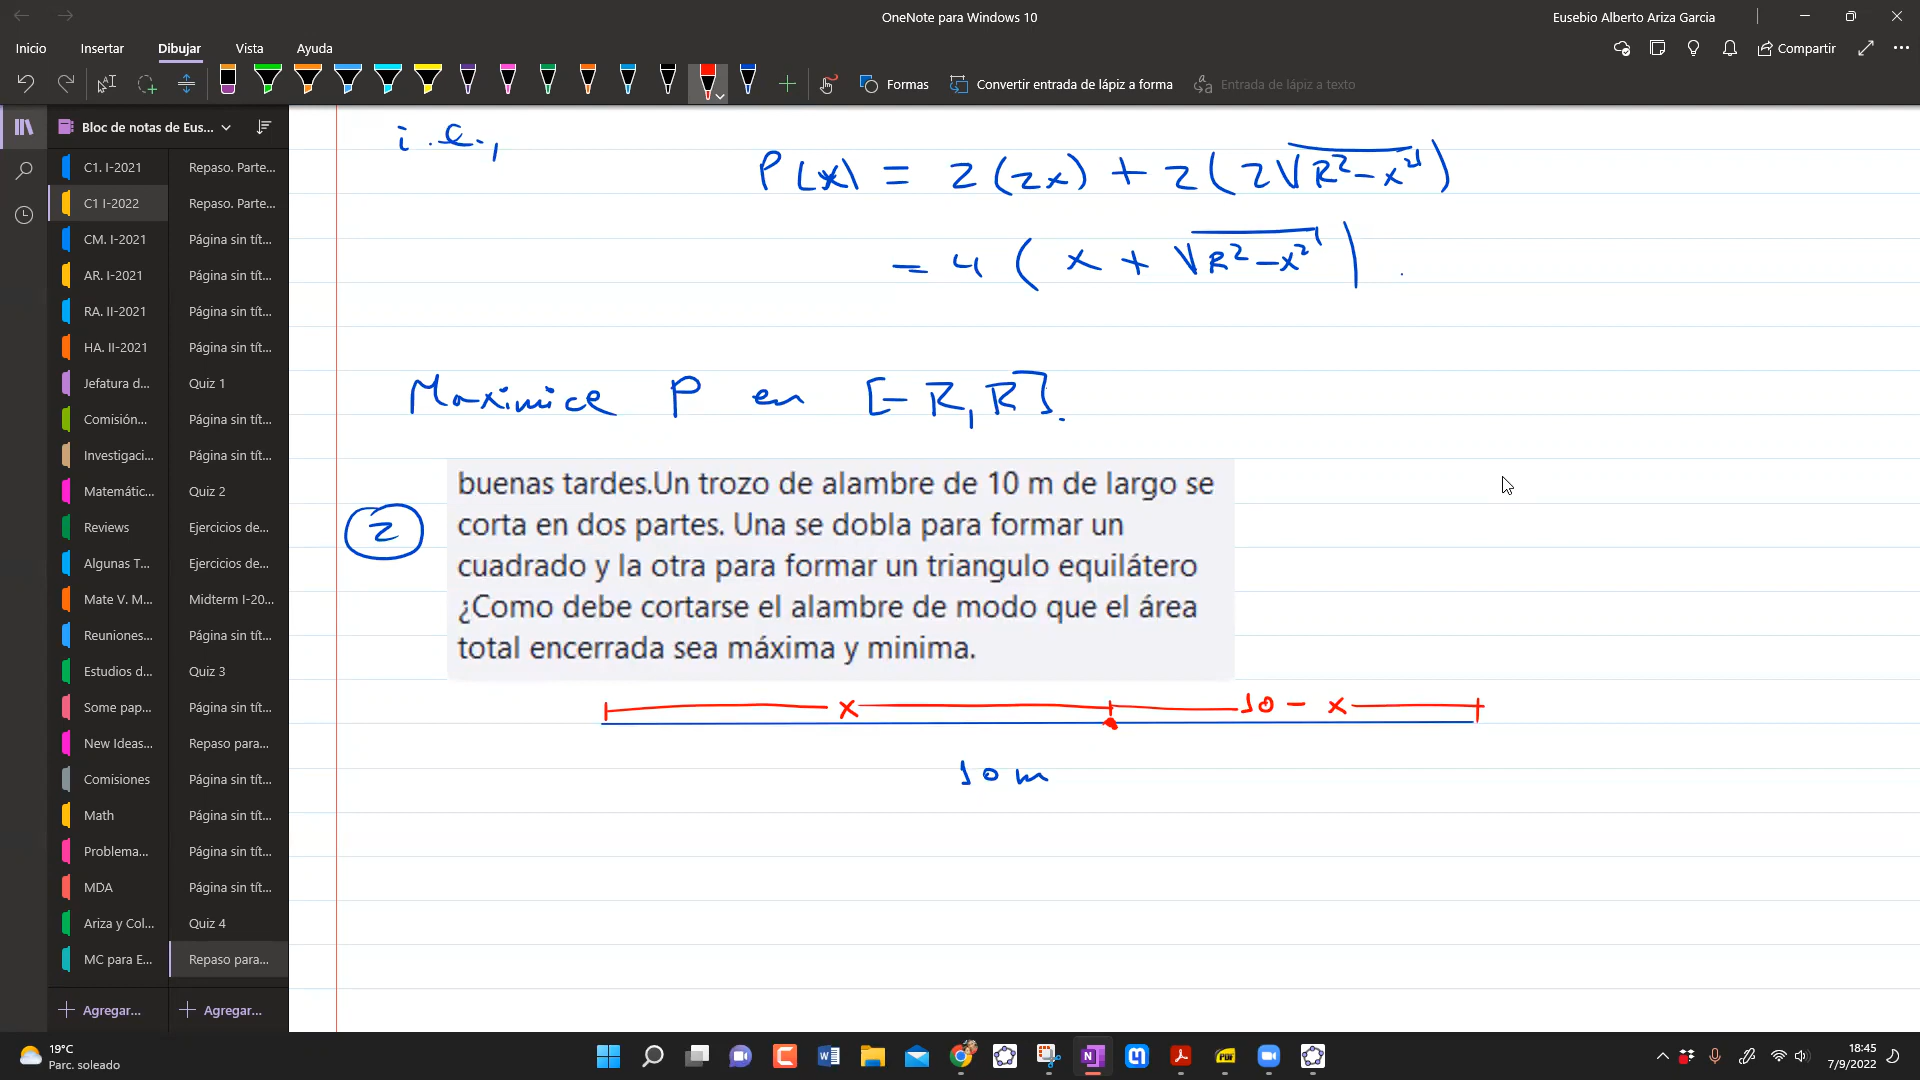 OneNote para Windows 10
Eusebio Alberto Ariza Garcia
Inicio Insertar Dibujar Vista Ayuda
Compartir
Formas
Convertir entrada de lápiz a forma
Entrada de lápiz a texto
Bloc de notas de Eus...
C1. I-2021
C1 I-2022
CM. I-2021
AR. I-2021
RA. II-2021
HA. II-2021
Jefatura d...
Comisión...
Investigaci...
Matemátic...
Reviews
Algunas T...
Mate V. M...
Reuniones...
Estudios d...
Some pap...
New Ideas...
Comisiones
Math
Problema...
MDA
Ariza y Col...
MC para E...
Agregar...
Repaso. Parte...
Repaso. Parte...
Página sin tít...
Página sin tít...
Página sin tít...
Página sin tít...
Quiz 1
Página sin tít...
Página sin tít...
Quiz 2
Ejercicios de...
Ejercicios de...
Midterm I-20...
Página sin tít...
Quiz 3
Página sin tít...
Repaso para...
Página sin tít...
Página sin tít...
Página sin tít...
Página sin tít...
Quiz 4
Repaso para...
Agregar...
i.e.,
P(x) = 2(2x) + 2(2√(R²-x²))
= 4(x + √(R²-x²)).
Maximice P en [-R, R].
2
buenas tardes.Un trozo de alambre de 10 m de largo se
corta en dos partes. Una se dobla para formar un
cuadrado y la otra para formar un triangulo equilátero
¿Como debe cortarse el alambre de modo que el área
total encerrada sea máxima y minima.
x 10 - x
10 m
19°C
Parc. soleado
18:45
7/9/2022